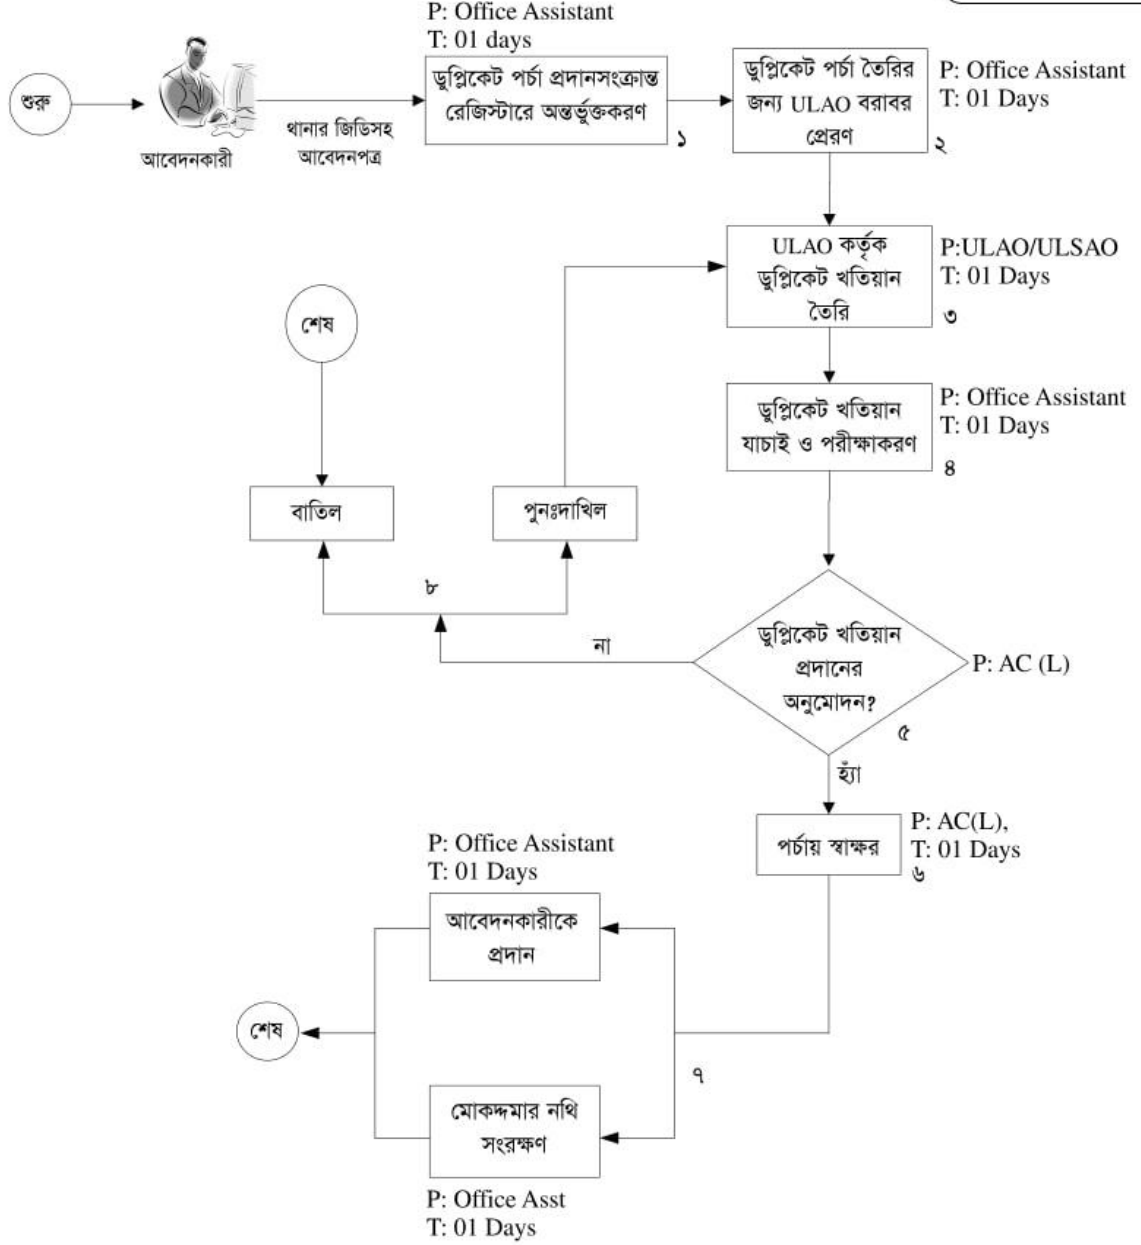 P: Office Assistant
T: 01 days
শুরু
আবেদনকারী
থানার জিডিসহ
আবেদনপত্র
ডুপ্লিকেট পর্চা প্রদানসংক্রান্ত
রেজিস্টারে অন্তর্ভুক্তকরণ
১
ডুপ্লিকেট পর্চা তৈরির
জন্য ULAO বরাবর
প্রেরণ
P: Office Assistant
T: 01 Days
২
ULAO কর্তৃক
ডুপ্লিকেট খতিয়ান
তৈরি
P:ULAO/ULSAO
T: 01 Days
৩
শেষ
ডুপ্লিকেট খতিয়ান
যাচাই ও পরীক্ষাকরণ
P: Office Assistant
T: 01 Days
৪
বাতিল
পুনঃদাখিল
৮
না
ডুপ্লিকেট খতিয়ান
প্রদানের
অনুমোদন?
P: AC (L)
৫
হ্যাঁ
পর্চায় স্বাক্ষর
P: AC(L),
T: 01 Days
৬
P: Office Assistant
T: 01 Days
আবেদনকারীকে
প্রদান
শেষ
৭
মোকদ্দমার নথি
সংরক্ষণ
P: Office Asst
T: 01 Days